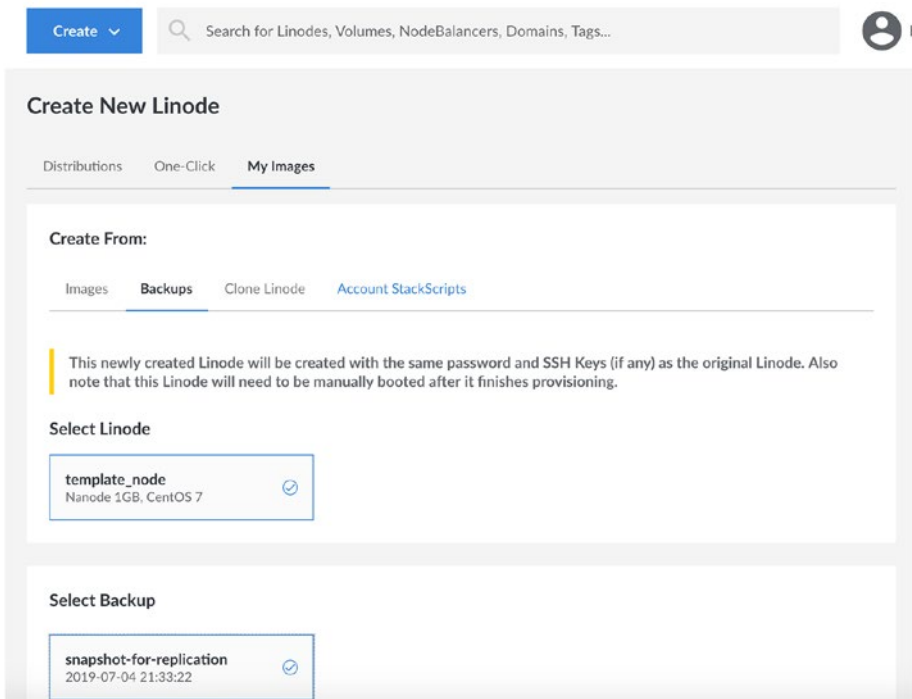 Create
Search for Linodes, Volumes, NodeBalancers, Domains, Tags...
Create New Linode
Distributions One-Click My Images
Create From:
Images Backups Clone Linode Account StackScripts
This newly created Linode will be created with the same password and SSH Keys (if any) as the original Linode. Also
note that this Linode will need to be manually booted after it finishes provisioning.
Select Linode
template_node
Nanode 1GB, CentOS 7
Select Backup
snapshot-for-replication
2019-07-04 21:33:22